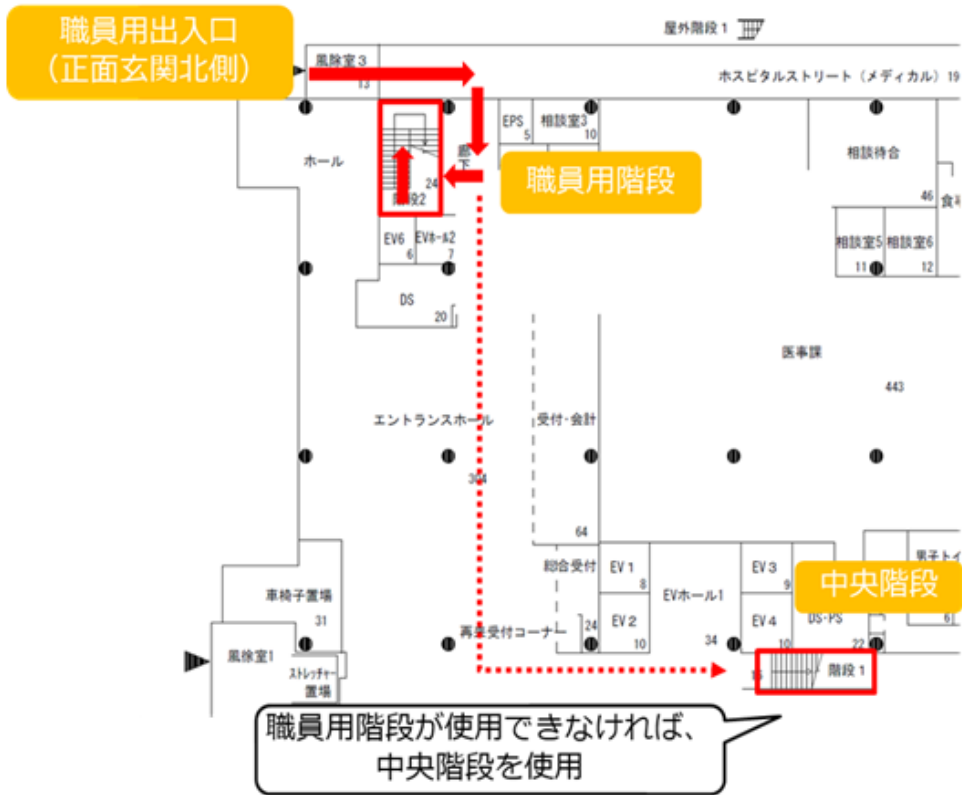 職員用出入口
（正面玄関北側）
屋外階段１
風除室３
13
ホスピタルストリート（メディカル）19
EPS
5
相談室3
10
ホール
廊下
職員用階段
相談待合
46
24
階段2
EV6
6
EVホール2
7
相談室5
11
相談室6
12
DS
20
医事課
443
エントランスホール
受付・会計
304
64
総合受付
EV 1
8
EV 3
9
男子トイ
中央階段
車椅子置場
31
EVホール1
34
EV 2
10
EV 4
10
DS・PS
22
6
再来受付コーナー
24
風除室1
ストレッチャー
置場
階段１
職員用階段が使用できなければ、
中央階段を使用